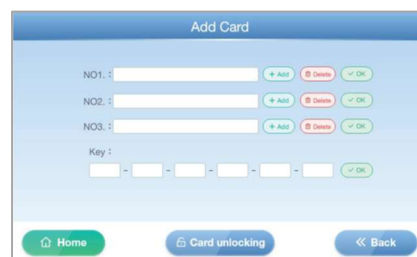 Add Card
NO1. : + Add Delete ✓ OK
NO2. : + Add Delete ✓ OK
NO3. : + Add Delete ✓ OK
Key :
- - - - - ✓ OK
Home Card unlocking « Back